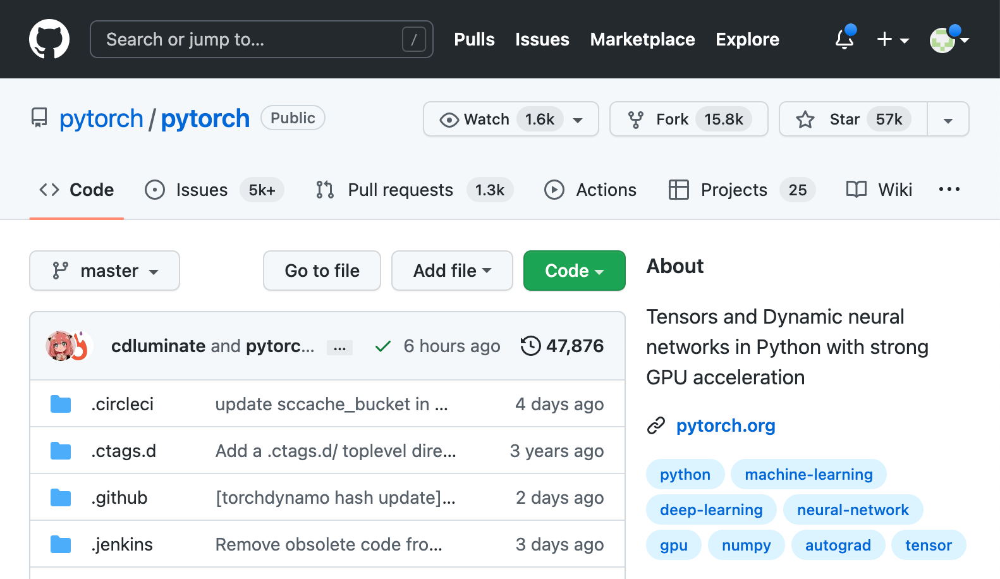 Search or jump to... / Pulls Issues Marketplace Explore
pytorch / pytorch Public Watch 1.6k Fork 15.8k Star 57k
Code Issues 5k+ Pull requests 1.3k Actions Projects 25 Wiki ...
master Go to file Add file Code
About
Tensors and Dynamic neural
networks in Python with strong
GPU acceleration
pytorch.org
python machine-learning
deep-learning neural-network
gpu numpy autograd tensor
cdluminate and pytorc... ... 6 hours ago 47,876
.circleci update sccache_bucket in ... 4 days ago
.ctags.d Add a .ctags.d/ toplevel dire... 3 years ago
.github [torchdynamo hash update]... 2 days ago
.jenkins Remove obsolete code fro... 3 days ago